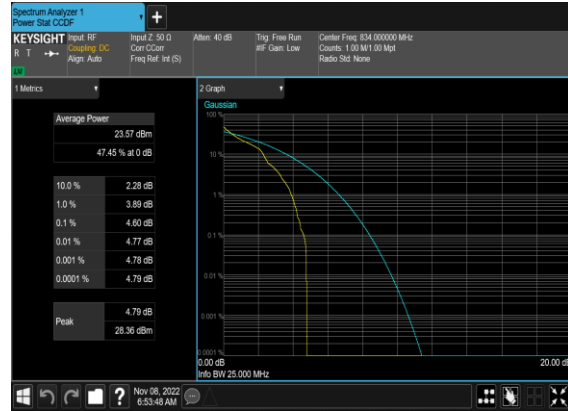 Spectrum Analyzer 1
Power Stat CCDF
KEYSIGHT
R T
LXI
Input: RF
Coupling: DC
Align: Auto
Input Z: 50 Ω
Corr CCorr
Freq Ref: Int (S)
Atten: 40 dB
Trig: Free Run
#IF Gain: Low
Center Freq: 834.000000 MHz
Counts: 1.00 M/1.00 Mpt
Radio Std: None
1 Metrics
Average Power
23.57 dBm
47.45 % at 0 dB
10.0 % 2.28 dB
1.0 % 3.89 dB
0.1 % 4.60 dB
0.01 % 4.77 dB
0.001 % 4.78 dB
0.0001 % 4.79 dB
Peak
4.79 dB
28.36 dBm
2 Graph
Gaussian
100 %
10 %
1 %
0.1 %
0.01 %
0.001 %
0.0001 %
0.00 dB
20.00 dB
Info BW 25.000 MHz
?
Nov 08, 2022
6:53:48 AM